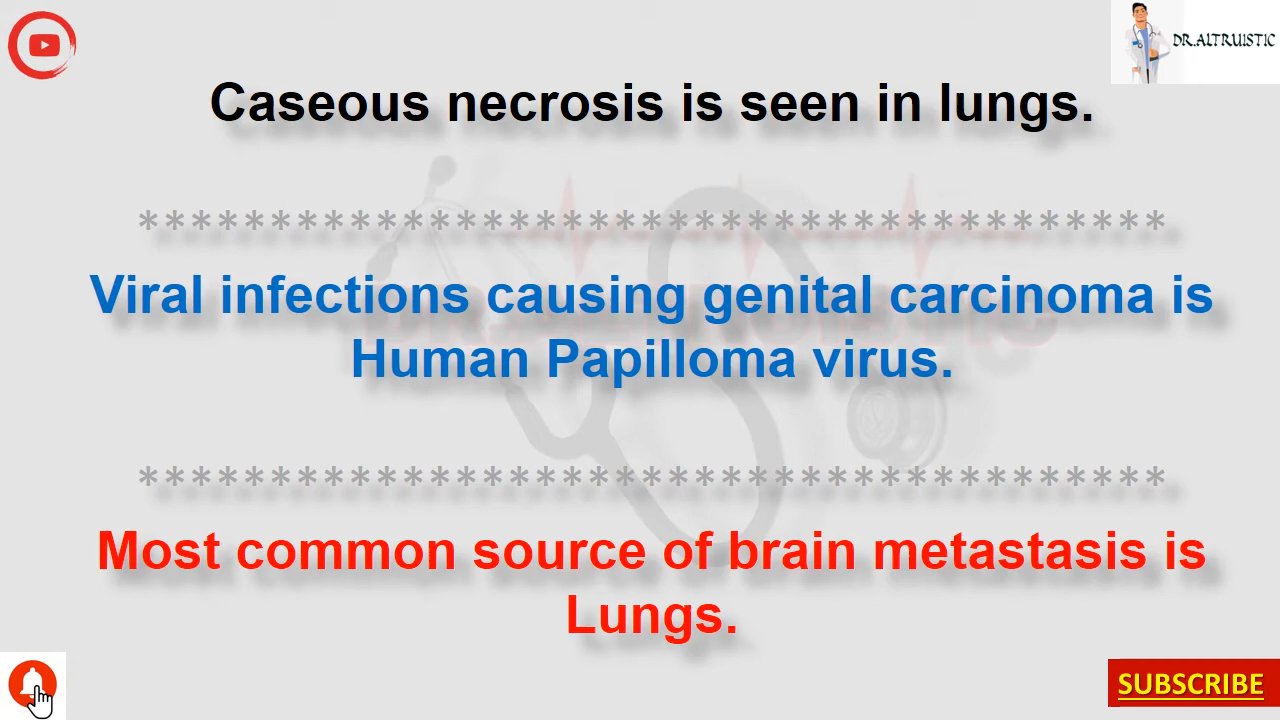 DR.ALTRUISTIC
Caseous necrosis is seen in lungs.
***************************************
Viral infections causing genital carcinoma is
Human Papilloma virus.
***************************************
Most common source of brain metastasis is
Lungs.
SUBSCRIBE